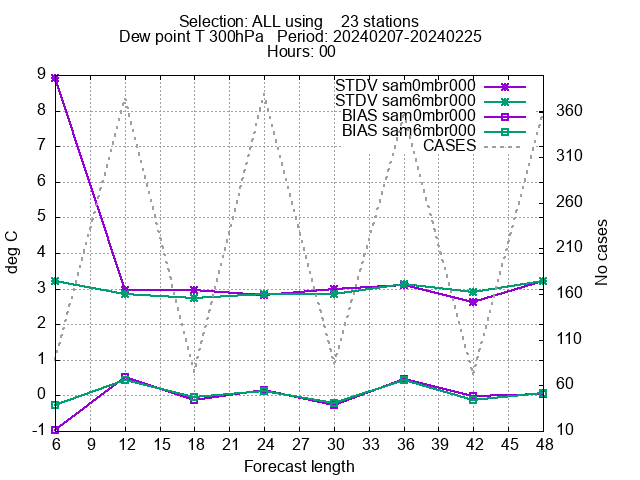 Selection: ALL using    23 stations
Dew point T 300hPa   Period: 20240207-20240225
Hours: 00
STDV sam0mbr000
STDV sam6mbr000
BIAS sam0mbr000
BIAS sam6mbr000
CASES
9
8
7
6
5
4
3
2
1
0
-1
deg C
360
310
260
210
160
110
60
10
No cases
6 9 12 15 18 21 24 27 30 33 36 39 42 45 48
Forecast length